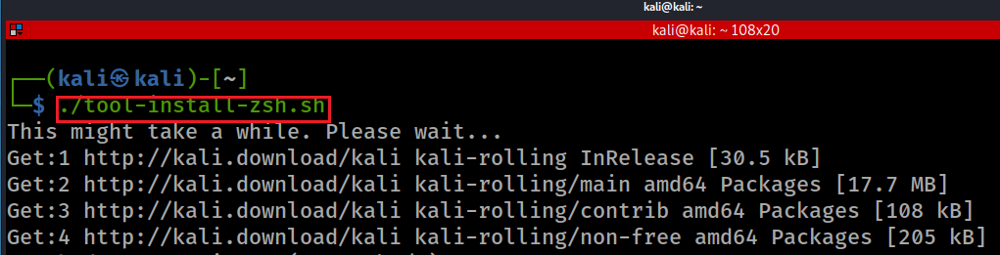 kali@kali: ~
kali@kali: ~ 108x20
┌──(kali㉿kali)-[~]
└─$ ./tool-install-zsh.sh
This might take a while. Please wait...
Get:1 http://kali.download/kali kali-rolling InRelease [30.5 kB]
Get:2 http://kali.download/kali kali-rolling/main amd64 Packages [17.7 MB]
Get:3 http://kali.download/kali kali-rolling/contrib amd64 Packages [108 kB]
Get:4 http://kali.download/kali kali-rolling/non-free amd64 Packages [205 kB]